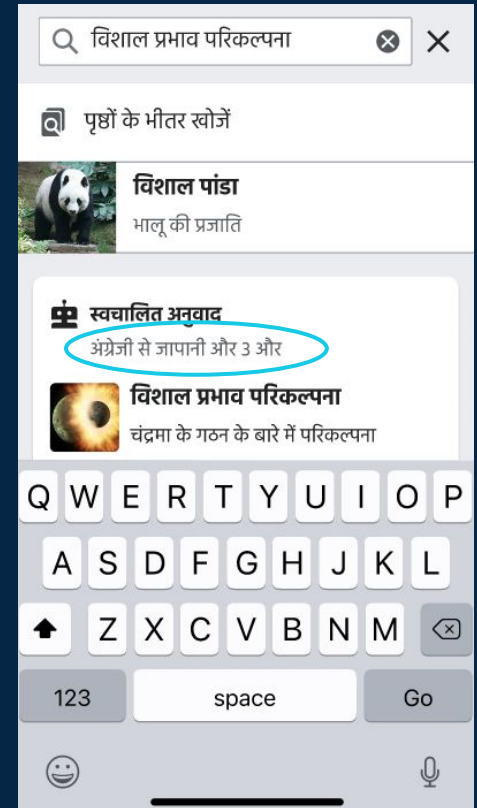 विशाल प्रभाव परिकल्पना
पृष्ठों के भीतर खोजें
विशाल पांडा
भालू की प्रजाति
स्वचालित अनुवाद
अंग्रेजी से जापानी और 3 और
विशाल प्रभाव परिकल्पना
चंद्रमा के गठन के बारे में परिकल्पना
Q W E R T Y U I O P
A S D F G H J K L
Z X C V B N M
123 space Go